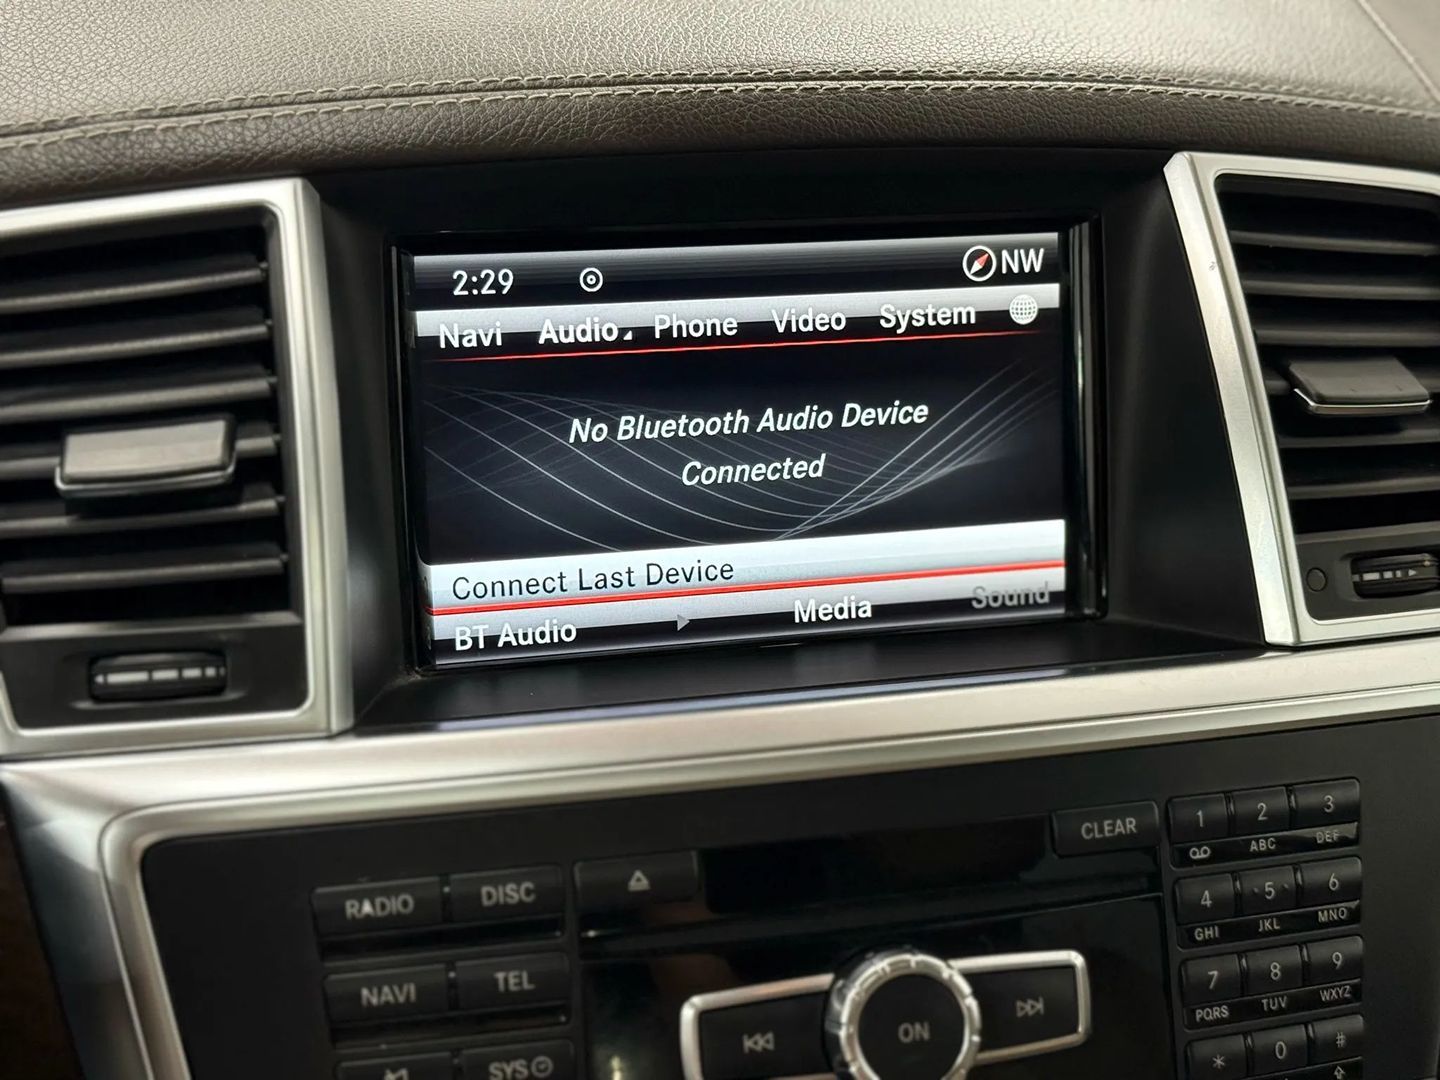 2:29 NW
Navi Audio Phone Video System
No Bluetooth Audio Device
Connected
Connect Last Device
BT Audio Media Sound
CLEAR 1 2 3
ABC DEF
RADIO DISC 4 5 6
GHI JKL MNO
NAVI TEL 7 8 9
PQRS TUV WXYZ
ON * 0 #
SYS